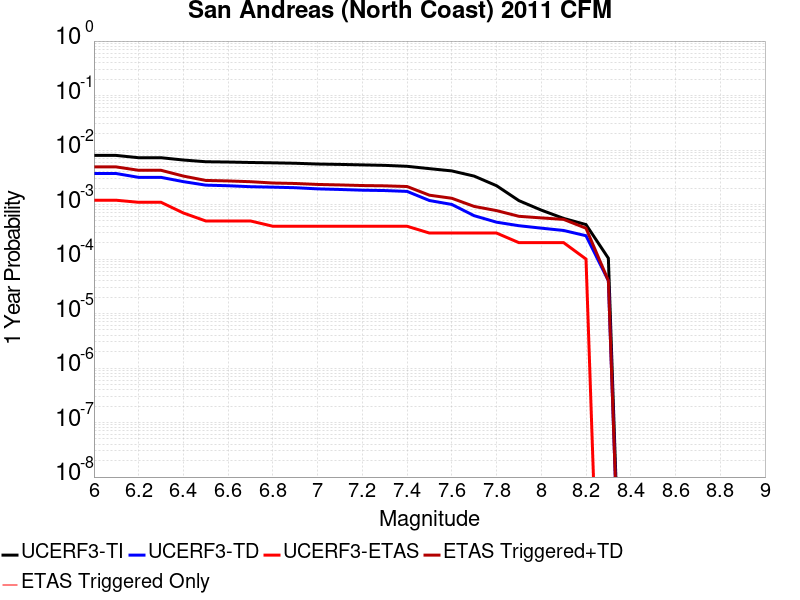 San Andreas (North Coast) 2011 CFM
10^0
10^-1
10^-2
10^-3
10^-4
10^-5
10^-6
10^-7
10^-8
1 Year Probability
6 6.2 6.4 6.6 6.8 7 7.2 7.4 7.6 7.8 8 8.2 8.4 8.6 8.8 9
Magnitude
UCERF3-TI UCERF3-TD UCERF3-ETAS ETAS Triggered+TD
ETAS Triggered Only